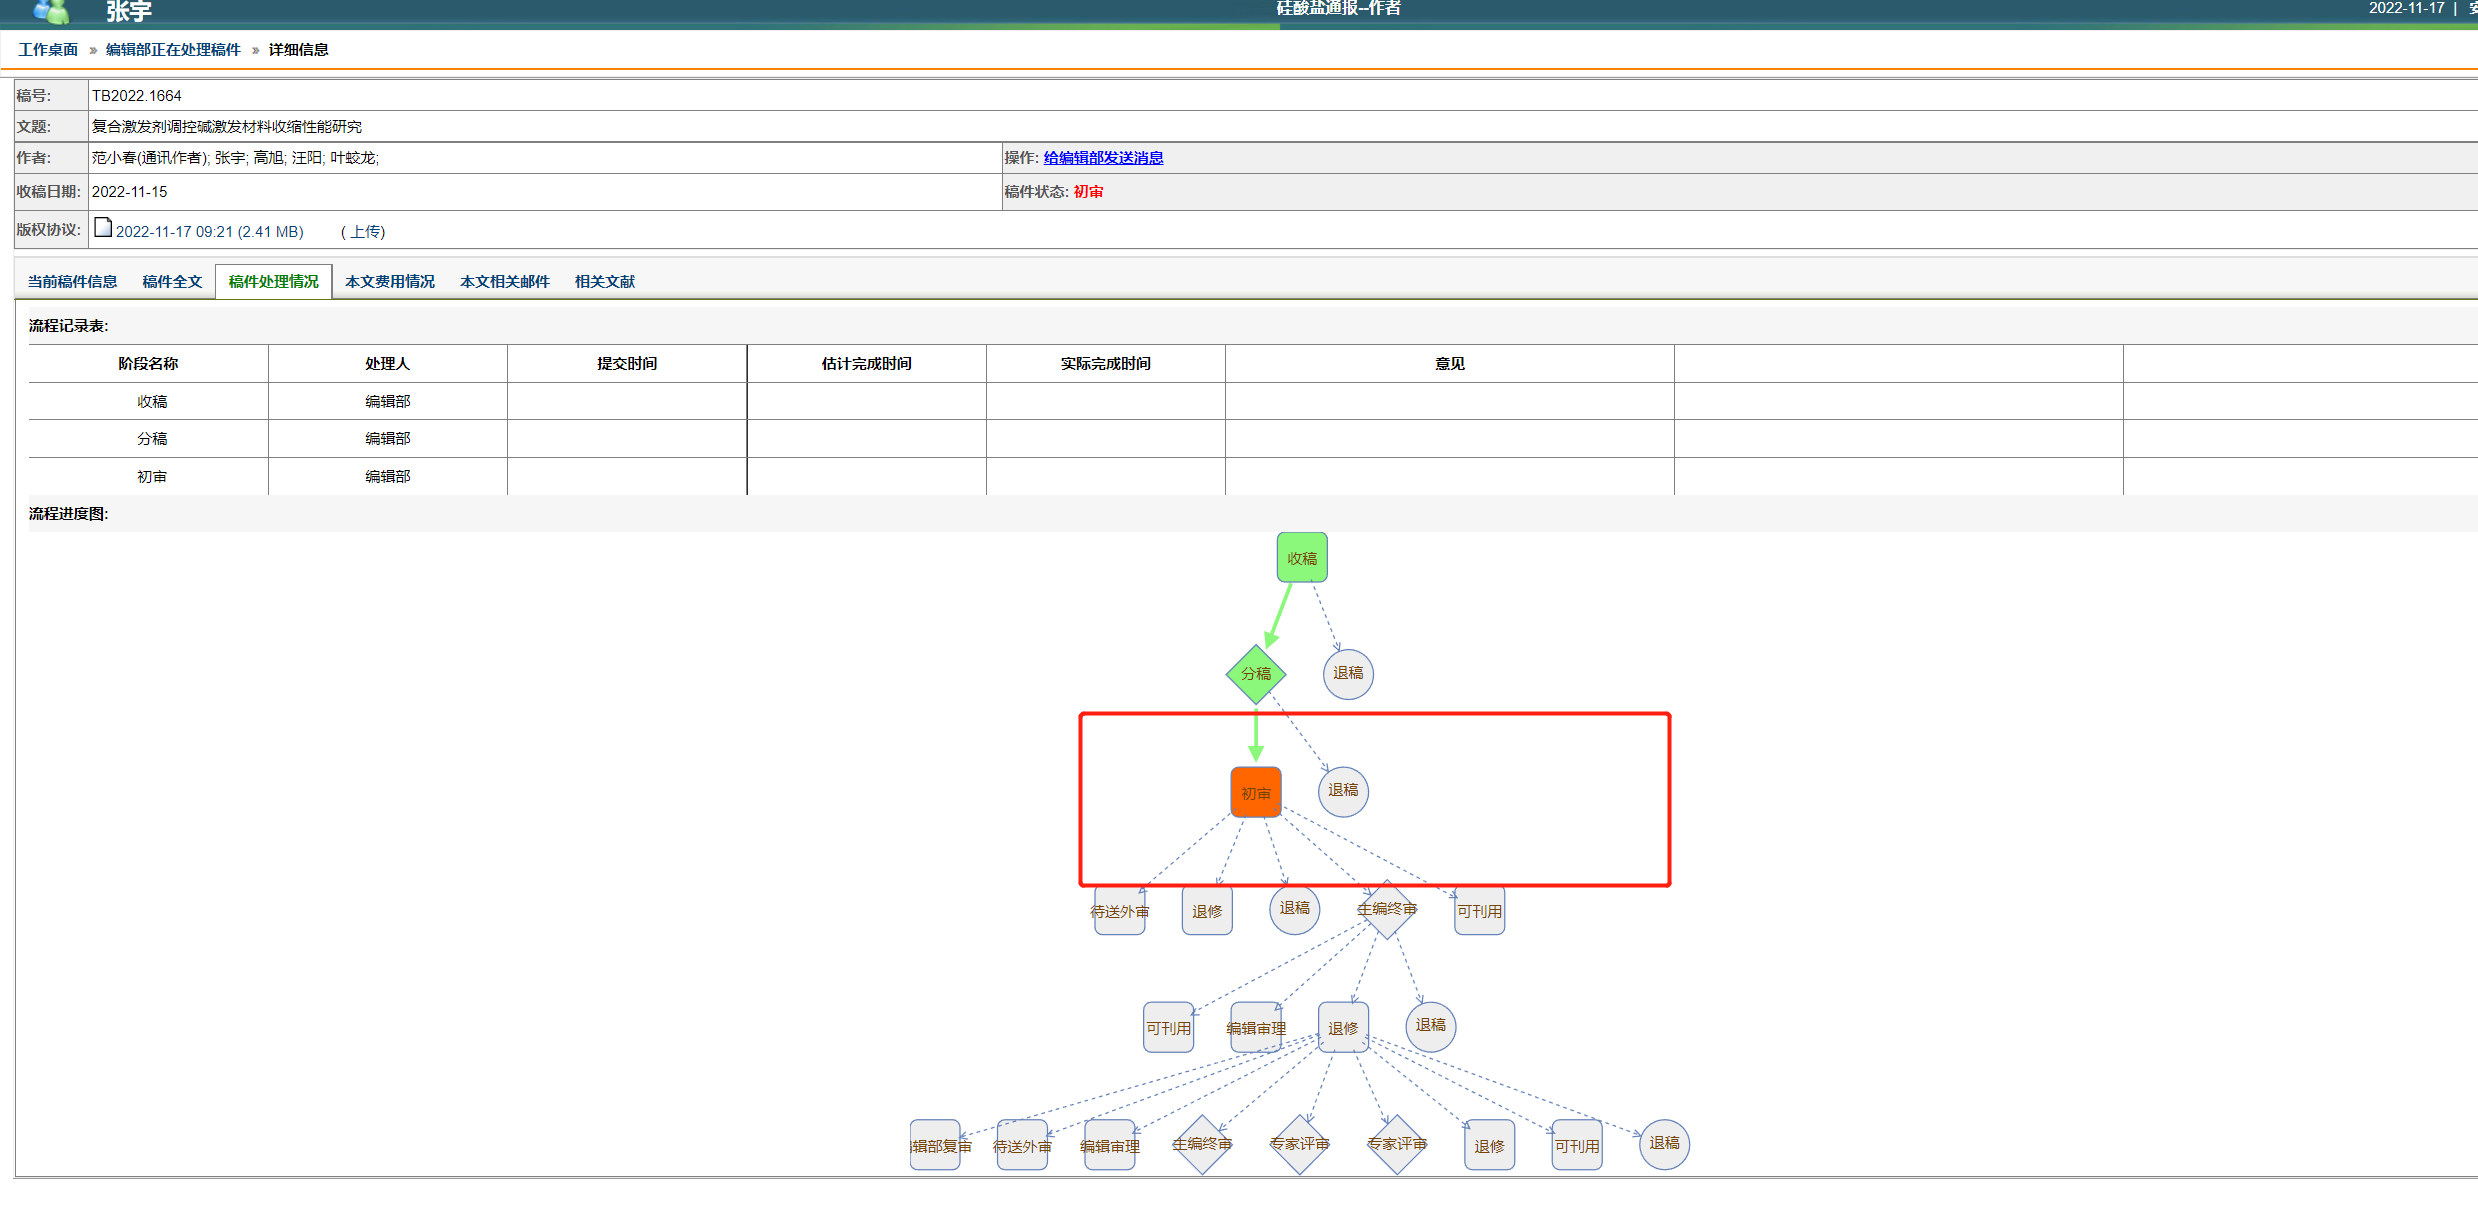 张宇
硅酸盐通报--作者
2022-11-17 |
工作桌面 » 编辑部正在处理稿件 » 详细信息
稿号: TB2022.1664
文题: 复合激发剂调控碱激发材料收缩性能研究
作者: 范小春(通讯作者); 张宇; 高旭; 汪阳; 叶蛟龙; 操作: 给编辑部发送消息
收稿日期: 2022-11-15 稿件状态: 初审
版权协议: 2022-11-17 09:21 (2.41 MB) ( 上传)
当前稿件信息 稿件全文 稿件处理情况 本文费用情况 本文相关邮件 相关文献
流程记录表:
阶段名称 处理人 提交时间 估计完成时间 实际完成时间 意见
收稿 编辑部
分稿 编辑部
初审 编辑部
流程进度图:
收稿
分稿 退稿
初审 退稿
待送外审 退修 退稿 主编终审 可刊用
可刊用 编辑审理 退修 退稿
辑部复审 待送外审 编辑审理 主编终审 专家评审 专家评审 退修 可刊用 退稿